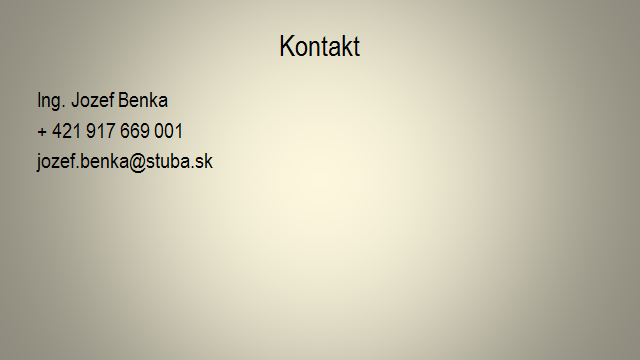 Kontakt
Ing. Jozef Benka
+ 421 917 669 001
jozef.benka@stuba.sk